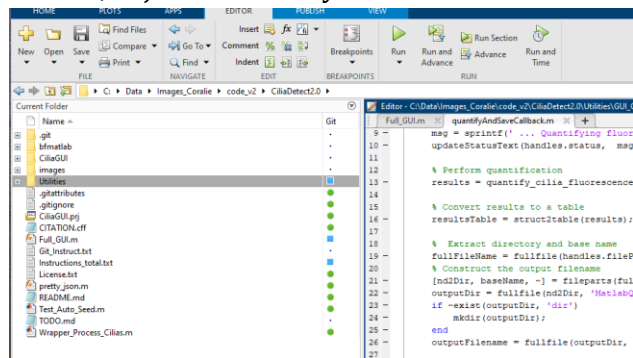 HOME PLOTS APPS EDITOR PUBLISH VIEW
New Open Save
Find Files
Compare
Print
Go To
Find
Insert fx
Comment %
Indent
Breakpoints
Run
Run and Advance
Run Section
Advance
Run and Time
FILE NAVIGATE EDIT BREAKPOINTS RUN
C: Data Images_Coralie code_v2 CiliaDetect2.0
Current Folder
Name Git
.git
bfmatlab
CiliaGUI
images
Utilities
.gitattributes
.gitignore
CiliaGUI.prj
CITATION.cff
Full_GUI.m
Git_Instruct.txt
Instructions_total.txt
License.txt
pretty_json.m
README.md
Test_Auto_Seed.m
TODO.md
Wrapper_Process_Cilias.m
Editor - C:\Data\Images_Coralie\code_v2\CiliaDetect2.0\Utilities\GUI_
Full_GUI.m quantifyAndSaveCallback.m +
9 - msg = sprintf(' ... Quantifying fluor
10 - updateStatusText(handles.status, msg
11
12 % Perform quantification
13 - results = quantify_cilia_fluorescence
14
15 % Convert results to a table
16 - resultsTable = struct2table(results);
17
18 % Extract directory and base name
19 - fullFileName = fullfile(handles.fileP
20 % Construct the output filename
21 - [nd2Dir, baseName, ~] = fileparts(ful
22 - outputDir = fullfile(nd2Dir, 'MatlabQ
23 - if ~exist(outputDir, 'dir')
24 - mkdir(outputDir);
25 - end
26 - outputFilename = fullfile(outputDir,
27